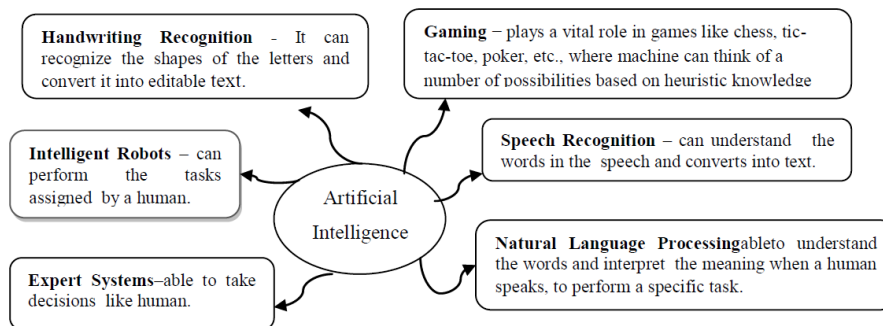 Handwriting Recognition - It can
recognize the shapes of the letters and
convert it into editable text.
Gaming – plays a vital role in games like chess, tic-
tac-toe, poker, etc., where machine can think of a
number of possibilities based on heuristic knowledge
Intelligent Robots – can
perform the tasks
assigned by a human.
Speech Recognition – can understand the
words in the speech and converts into text.
Artificial
Intelligence
Natural Language Processingableto understand
the words and interpret the meaning when a human
speaks, to perform a specific task.
Expert Systems–able to take
decisions like human.